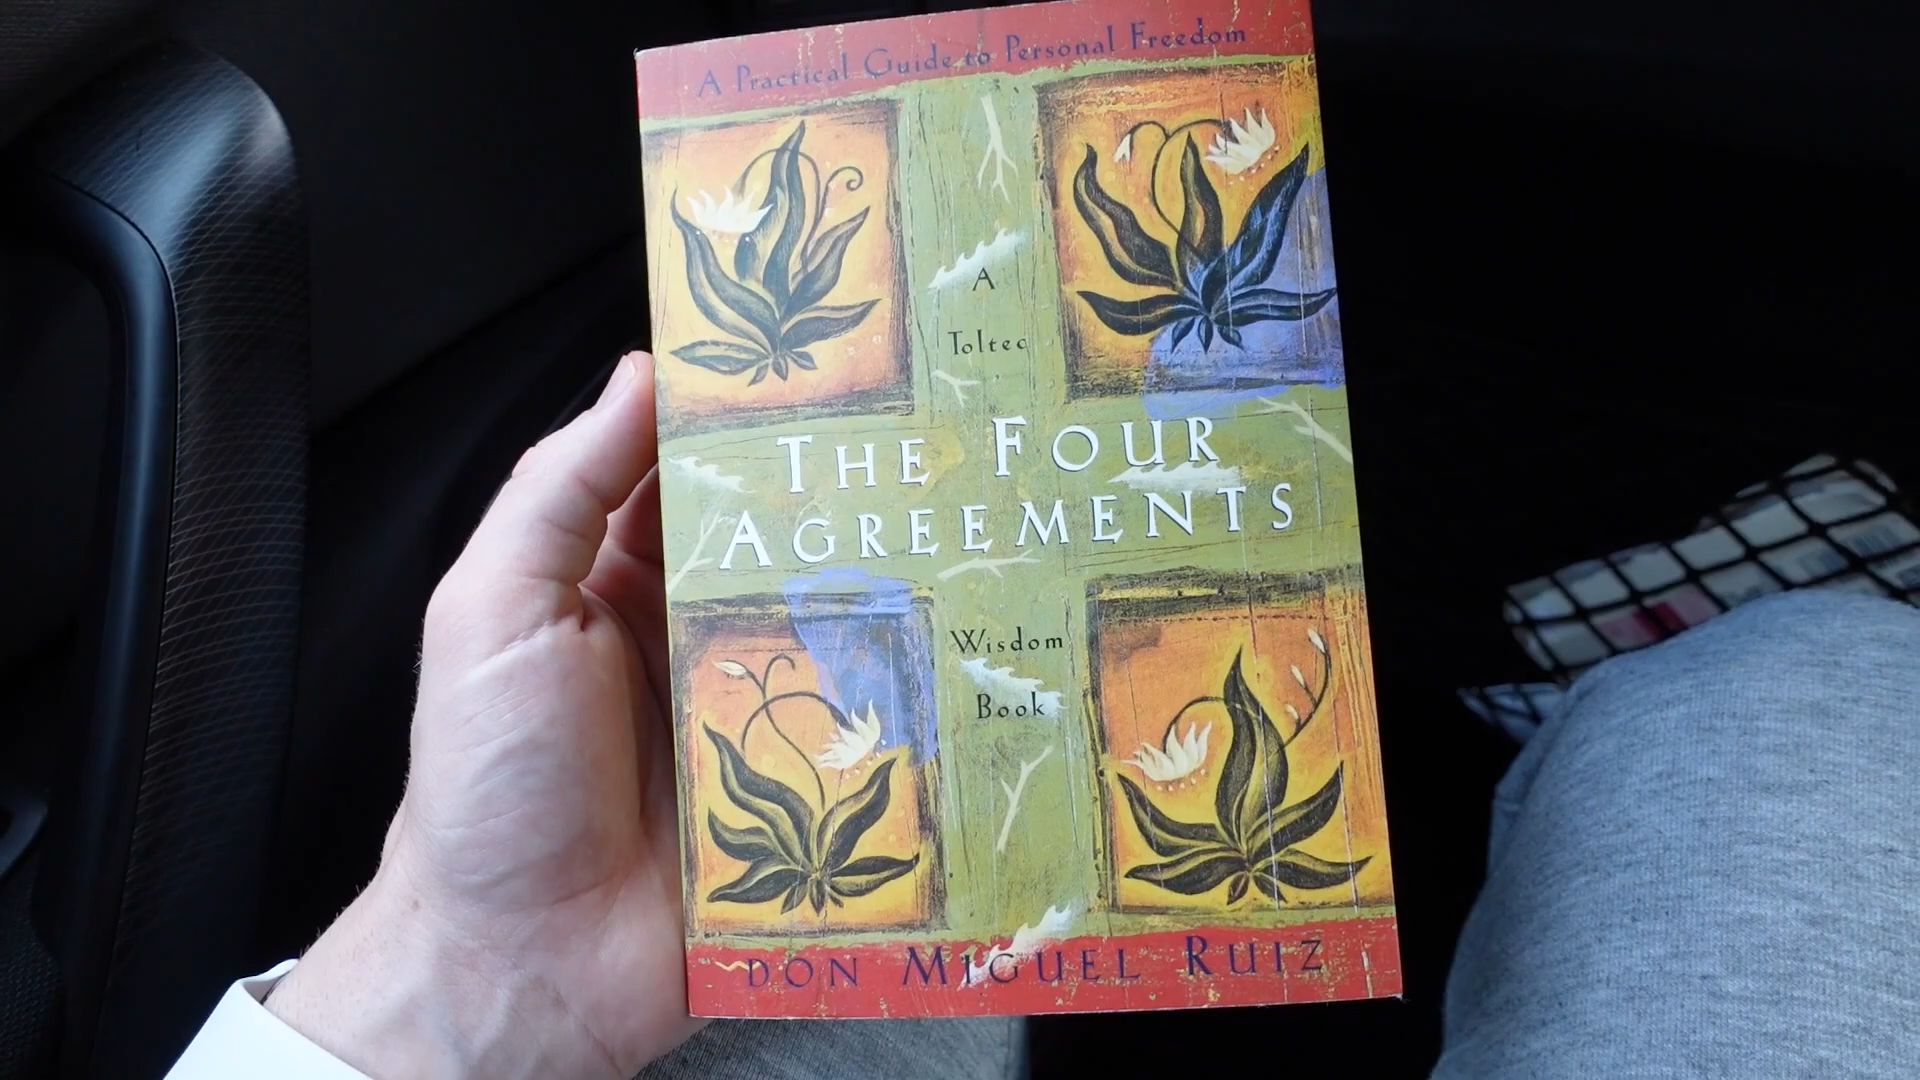 A Practical Guide to Personal Freedom
A
Toltec
THE FOUR
AGREEMENTS
Wisdom
Book
DON MIGUEL RUIZ